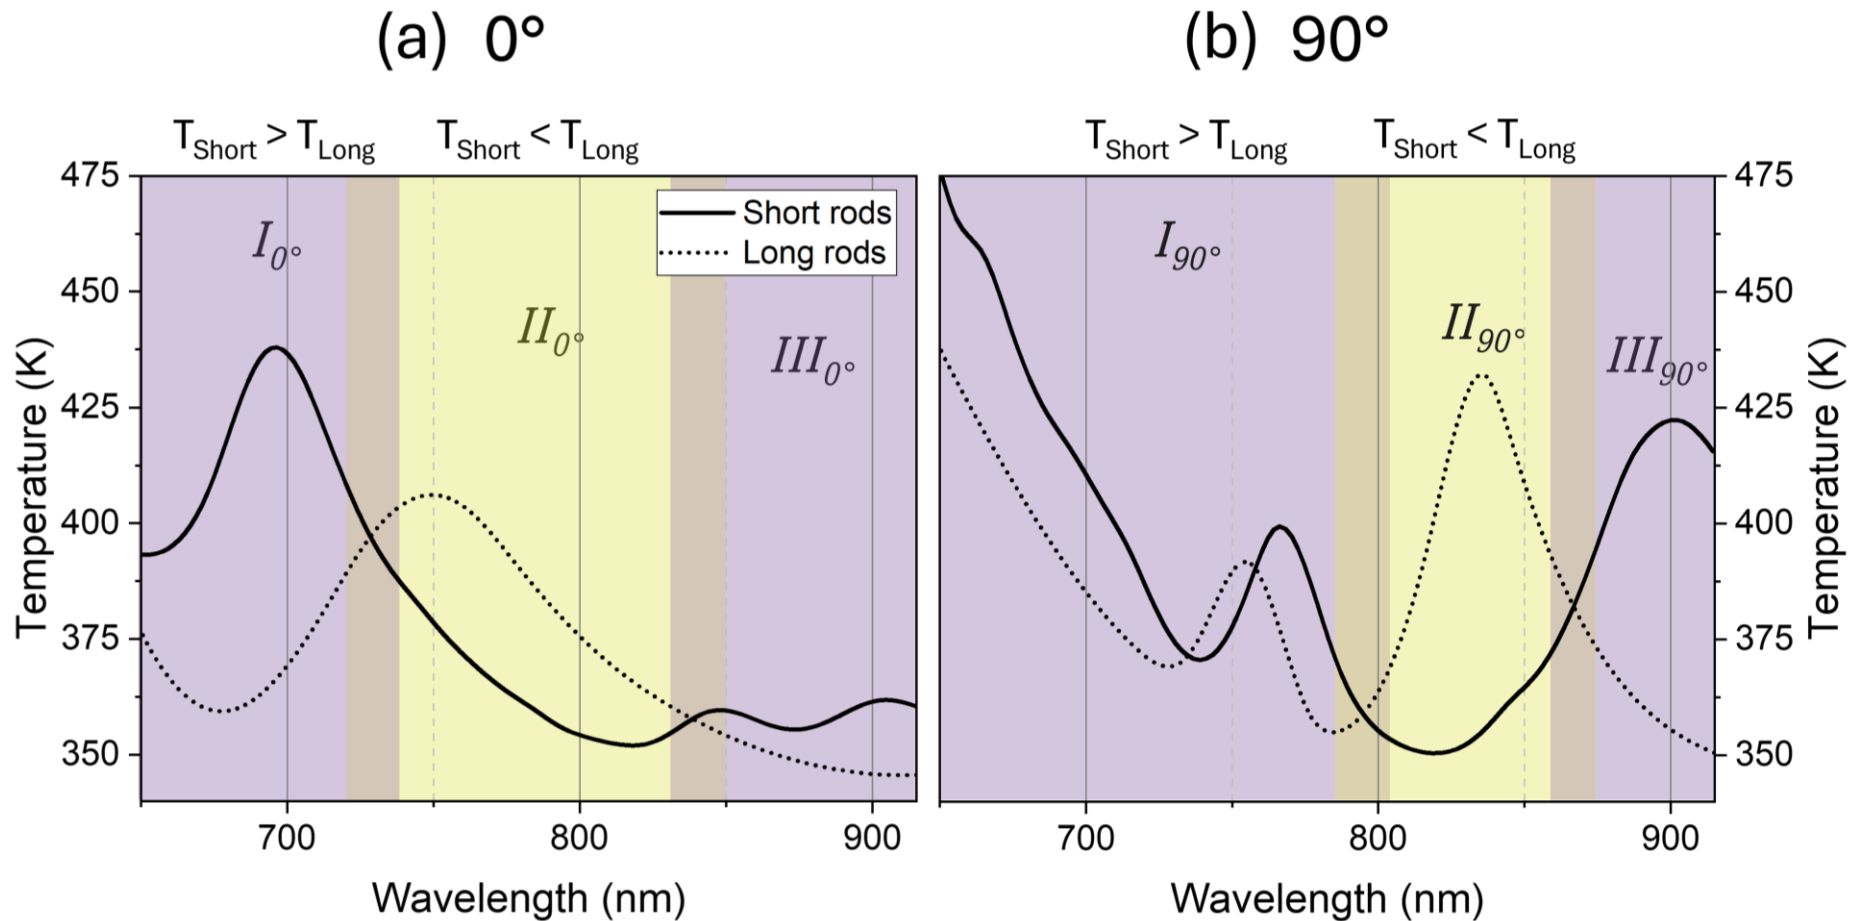 (a) 0°
(b) 90°
T_Short > T_Long
T_Short < T_Long
T_Short > T_Long
T_Short < T_Long
475
450
425
400
375
350
Temperature (K)
I_0°
II_0°
III_0°
Short rods
Long rods
700
800
900
Wavelength (nm)
I_90°
II_90°
III_90°
475
450
425
400
375
350
Temperature (K)
700
800
900
Wavelength (nm)